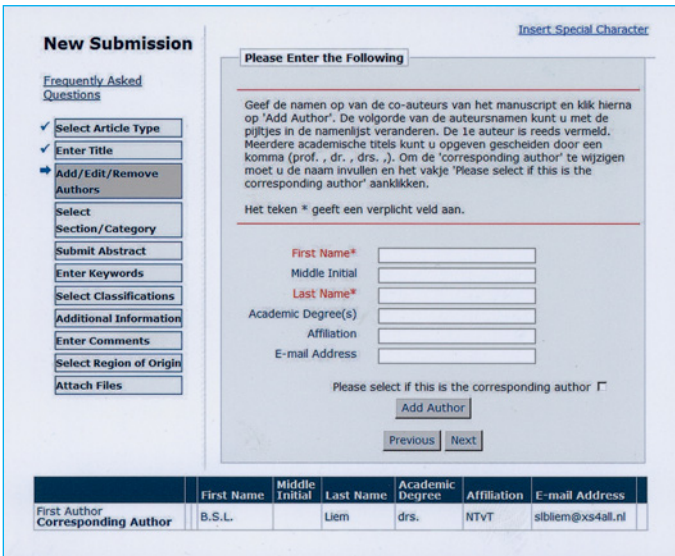 New Submission
Insert Special Character
Frequently Asked
Questions
Select Article Type
Enter Title
Add/Edit/Remove
Authors
Select
Section/Category
Submit Abstract
Enter Keywords
Select Classifications
Additional Information
Enter Comments
Select Region of Origin
Attach Files
Please Enter the Following
Geef de namen op van de co-auteurs van het manuscript en klik hierna
op 'Add Author'. De volgorde van de auteursnamen kunt u met de
pijltjes in de namenlijst veranderen. De 1e auteur is reeds vermeld.
Meerdere academische titels kunt u opgeven gescheiden door een
komma (prof. , dr. , drs. ,). Om de 'corresponding author' te wijzigen
moet u de naam invullen en het vakje 'Please select if this is the
corresponding author' aanklikken.
Het teken * geeft een verplicht veld aan.
First Name*
Middle Initial
Last Name*
Academic Degree(s)
Affiliation
E-mail Address
Please select if this is the corresponding author
Add Author
Previous Next
First Name Middle Initial Last Name Academic Degree Affiliation E-mail Address
First Author
Corresponding Author B.S.L. Liem drs. NTvT slbliem@xs4all.nl